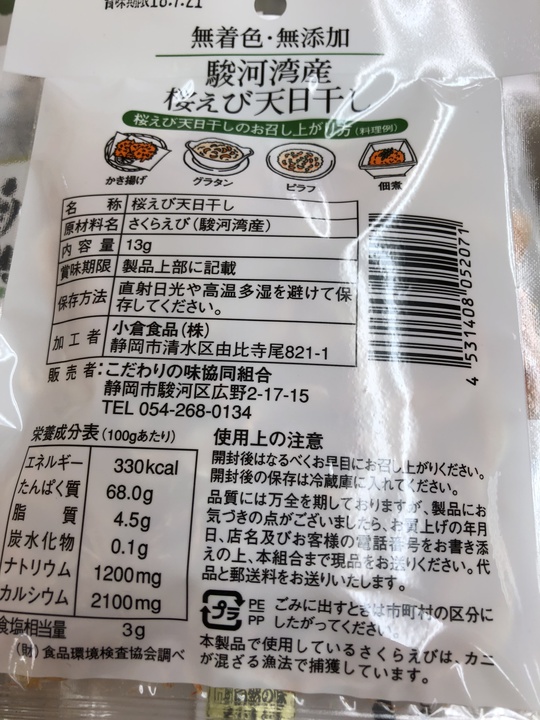 賞味期限18.7.21
無着色・無添加
駿河湾産
桜えび天日干し
桜えび天日干しのお召し上がり方(料理例)
かき揚げ グラタン ピラフ 佃煮
名 称 桜えび天日干し
原材料名 さくらえび(駿河湾産)
内容量 13g
賞味期限 製品上部に記載
保存方法 直射日光や高温多湿を避けて保
存してください。
加工者 小倉食品(株)
静岡市清水区由比寺尾821-1
販売者:こだわりの味協同組合
静岡市駿河区広野2-17-15
TEL 054-268-0134
4 531408 052071
栄養成分表(100gあたり)
エネルギー 330kcal
たんぱく質 68.0g
脂 質 4.5g
炭水化物 0.1g
ナトリウム 1200mg
カルシウム 2100mg
食塩相当量 3g
(財)食品環境検査協会調べ
使用上の注意
開封後はなるべくお早目にお召し上がりください。
開封後の保存は冷蔵庫に入れてください。
品質には万全を期しておりますが、製品にお
気づきの点がございましたら、お買上げの年月
日、店名及びお客様の電話番号をお書き添
えの上、本組合まで現品をお送りください。代
品と郵送料をお送りいたします。
プラ PE PP ごみに出すときは市町村の区分に
したがってください。
本製品で使用しているさくらえびは、カニ
が混ざる漁法で捕獲しています。